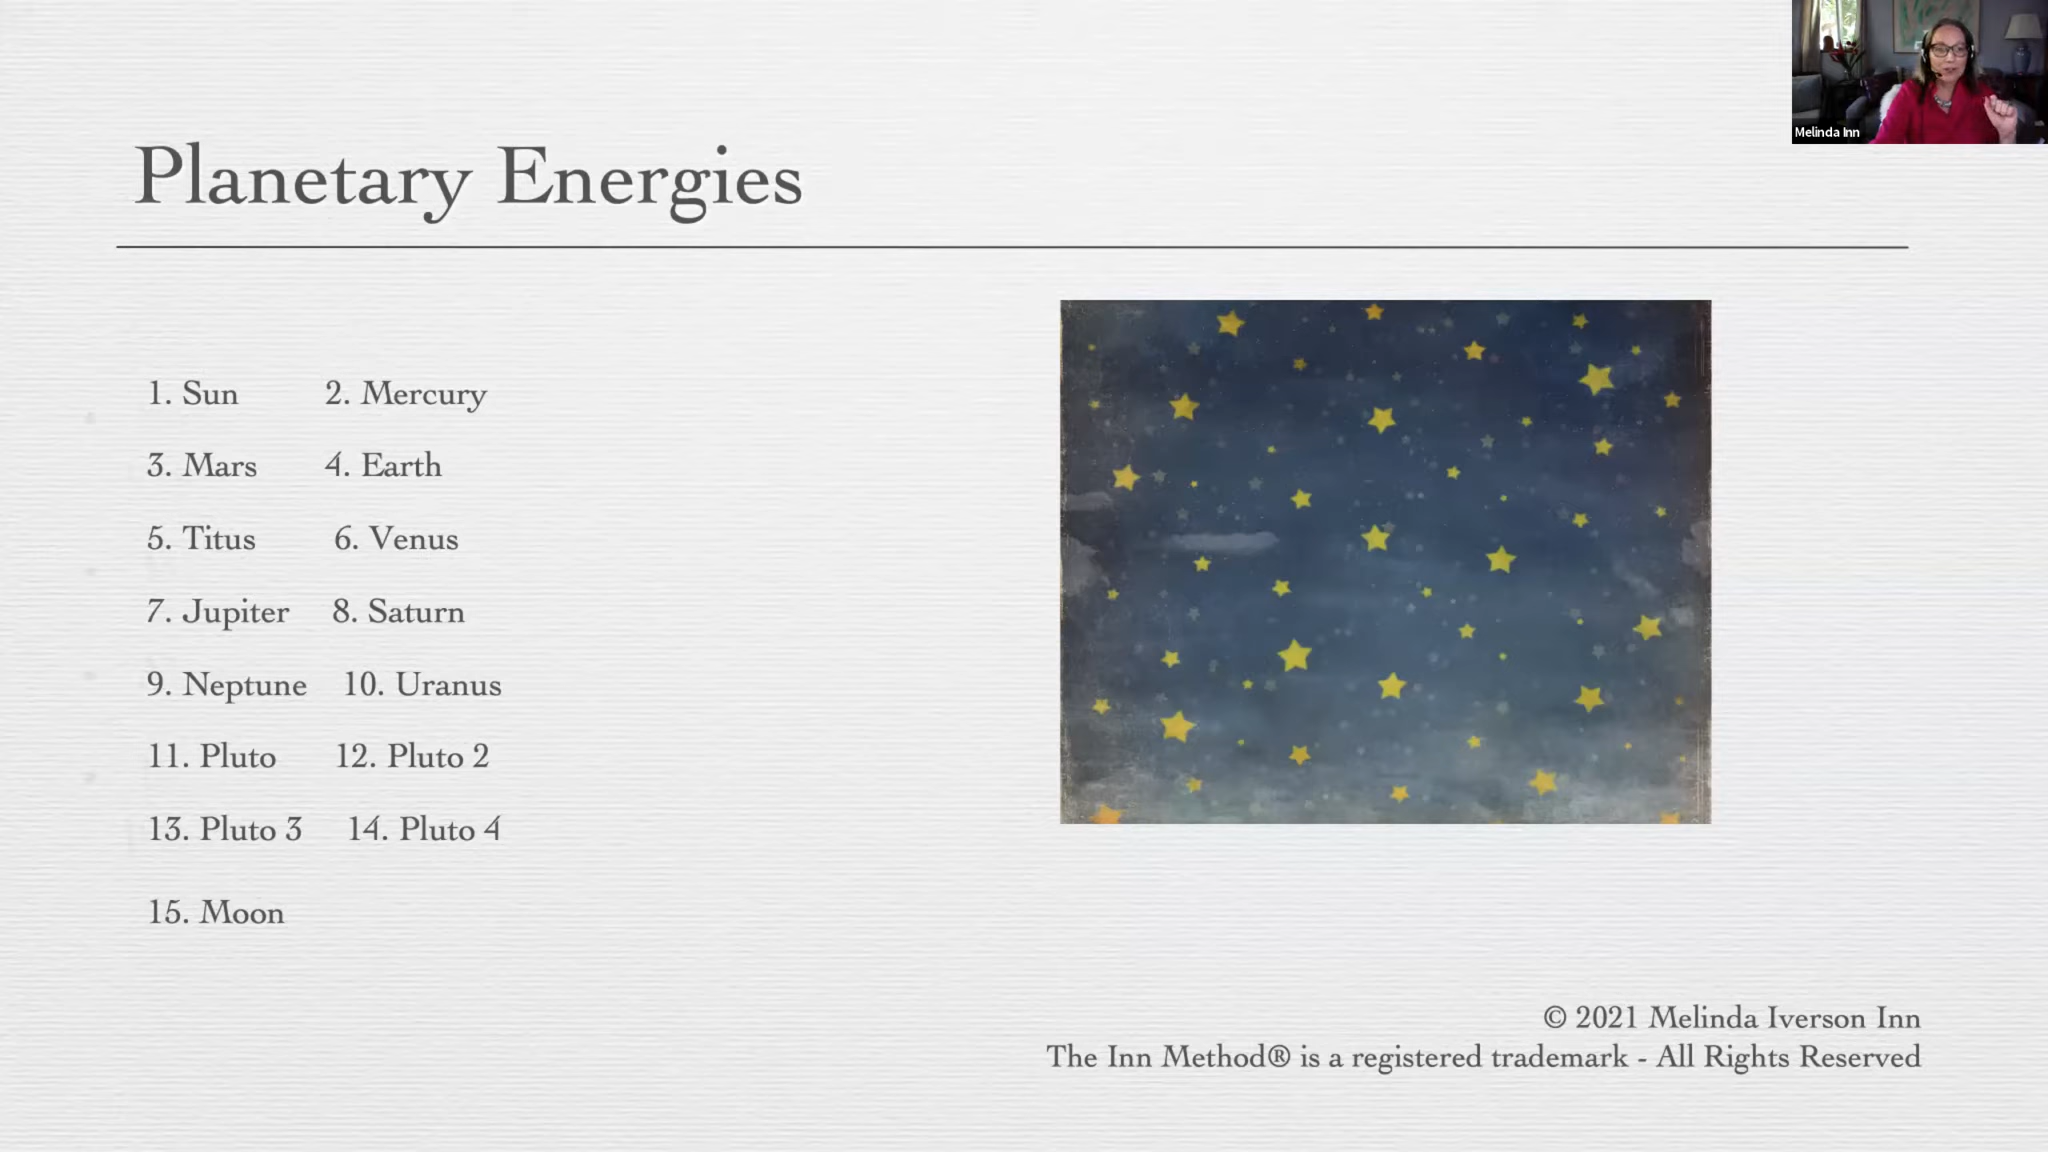 Melinda Inn
Planetary Energies
1. Sun 2. Mercury
3. Mars 4. Earth
5. Titus 6. Venus
7. Jupiter 8. Saturn
9. Neptune 10. Uranus
11. Pluto 12. Pluto 2
13. Pluto 3 14. Pluto 4
15. Moon
© 2021 Melinda Iverson Inn
The Inn Method® is a registered trademark - All Rights Reserved